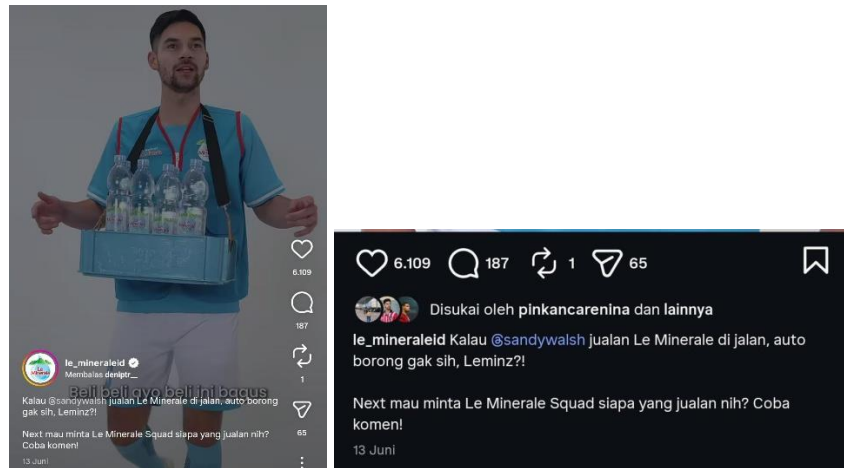 6.109
187
1
le_mineraleid
Membalas deniptr__
Beli beli ayo beli ini bagus
Kalau @sandywalsh jualan Le Minerale di jalan, auto borong
gak sih, Leminz?!
65
Next mau minta Le Minerale Squad siapa yang jualan nih?
Coba komen!
13 Juni
6.109 187 1 65
Disukai oleh pinkancarenina dan lainnya
le_mineraleid Kalau @sandywalsh jualan Le Minerale di jalan, auto
borong gak sih, Leminz?!
Next mau minta Le Minerale Squad siapa yang jualan nih? Coba
komen!
13 Juni